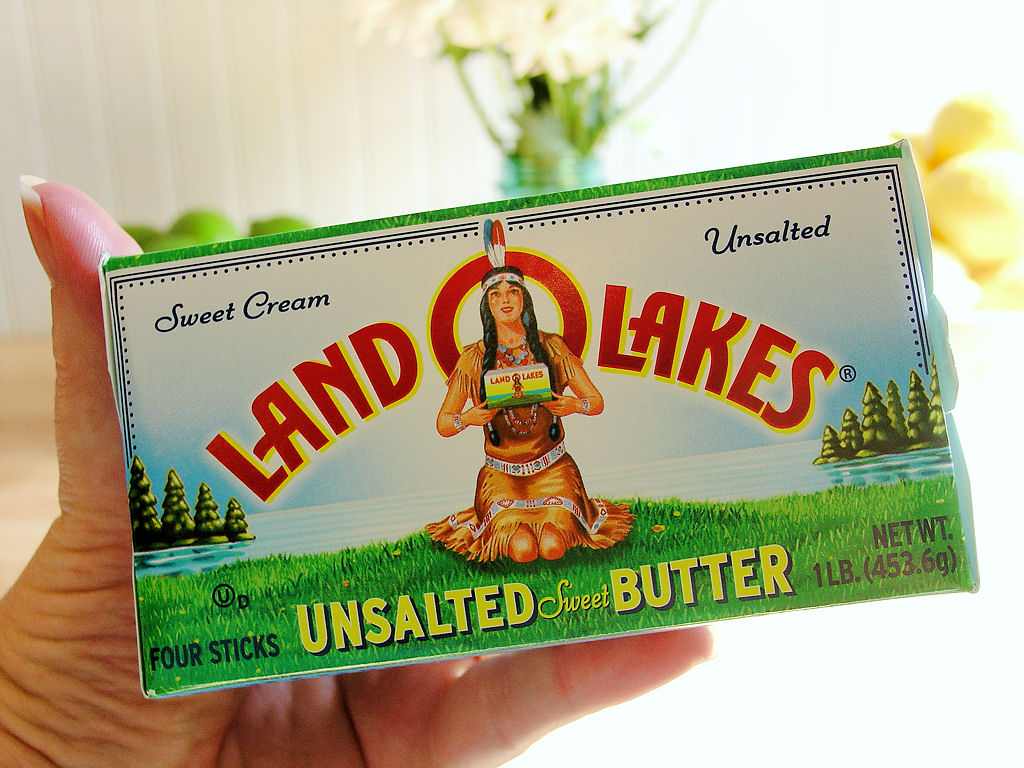 Sweet Cream
Unsalted
LAND O LAKES®
LAND O LAKES
UNSALTED Sweet BUTTER
NET WT.
1 LB. (453.6g)
U D
FOUR STICKS